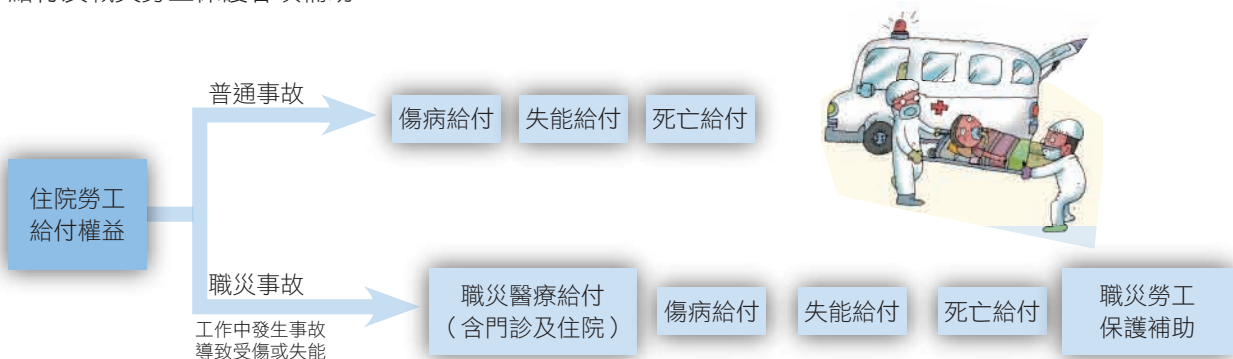 普通事故
傷病給付
失能給付
死亡給付
住院勞工
給付權益
職災事故
工作中發生事故
導致受傷或失能
職災醫療給付
（含門診及住院）
傷病給付
失能給付
死亡給付
職災勞工
保護補助